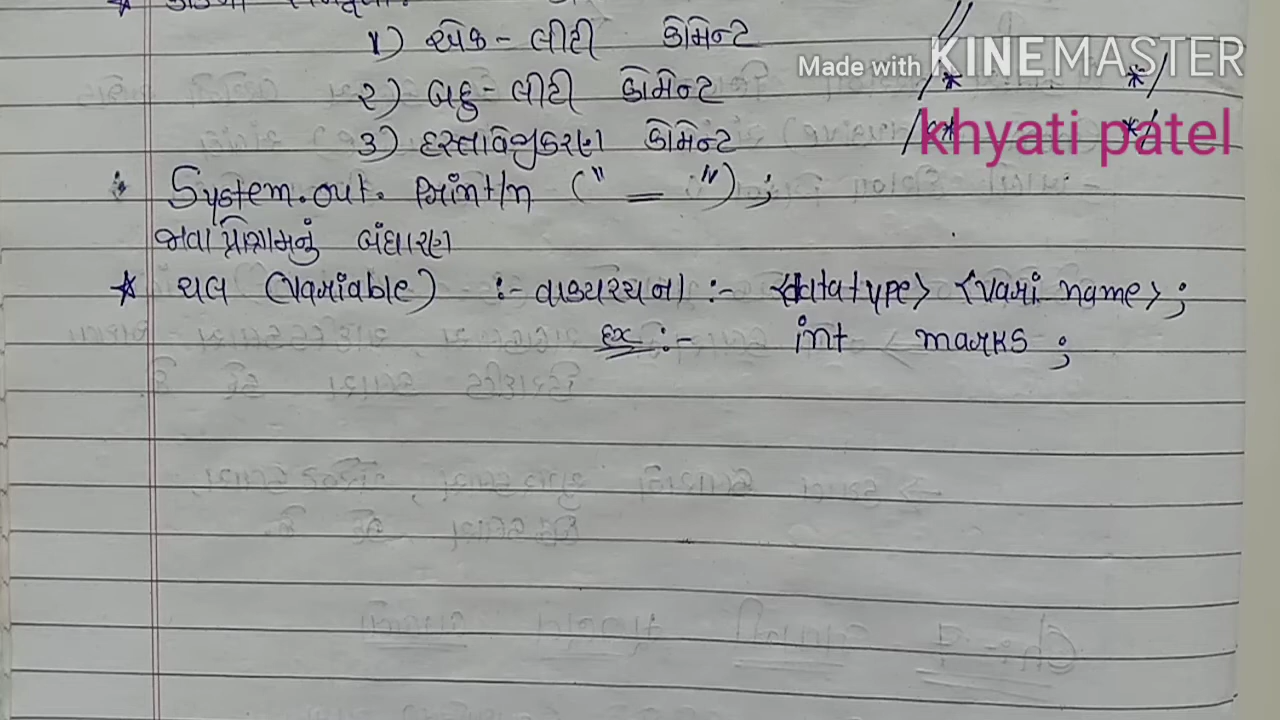 ૧) એક - લીટી કોમેન્ટ //
Made with KINEMASTER
૨) બહુ - લીટી કોમેન્ટ /* */
૩) દસ્તાવેજીકરણ કોમેન્ટ /** */
khyati patel
System.out. println (" = ") ;
જાવા પ્રોગ્રામનું બંધારણ
* ચલ (variable) :- વાક્યરચના :- <datatype> <vari name> ;
Ex :- int marks ;